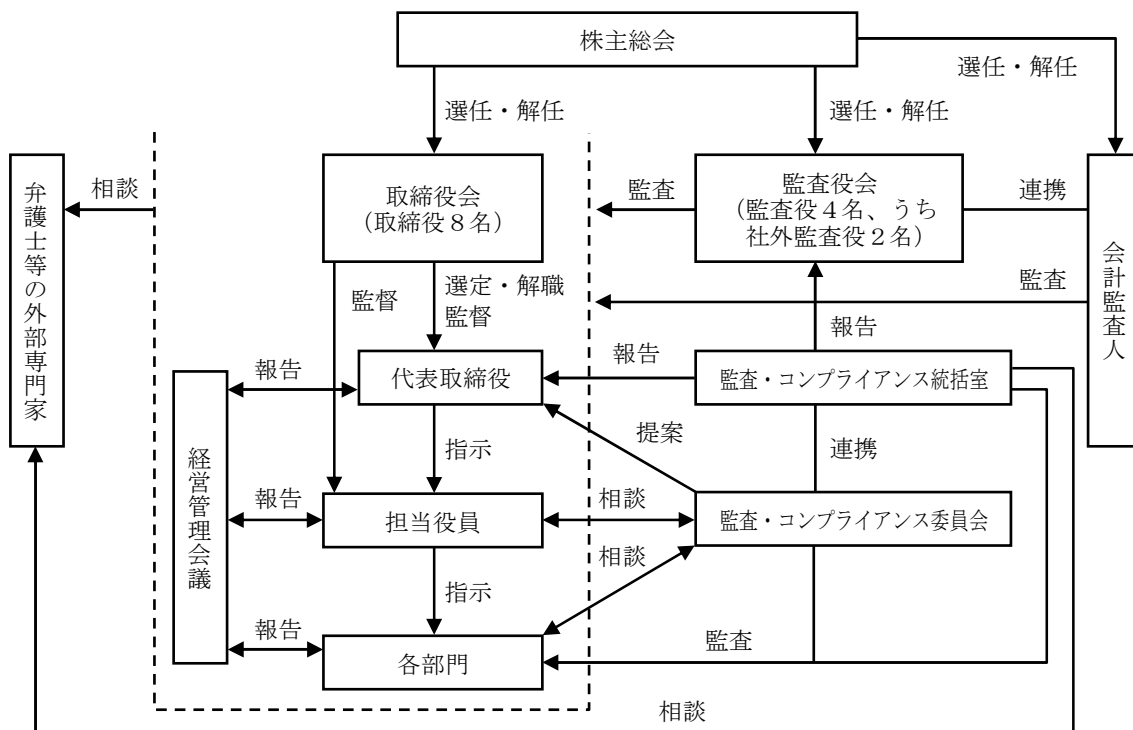 株主総会
選任・解任
選任・解任
選任・解任
弁護士等の外部専門家
相談
取締役会
(取締役8名)
監査
監査役会
(監査役4名、うち
社外監査役2名)
連携
会計監査人
監督
選定・解職
監督
監査
報告
報告
代表取締役
報告
監査・コンプライアンス統括室
経営管理会議
指示
提案
連携
報告
担当役員
相談
監査・コンプライアンス委員会
指示
相談
報告
各部門
監査
相談